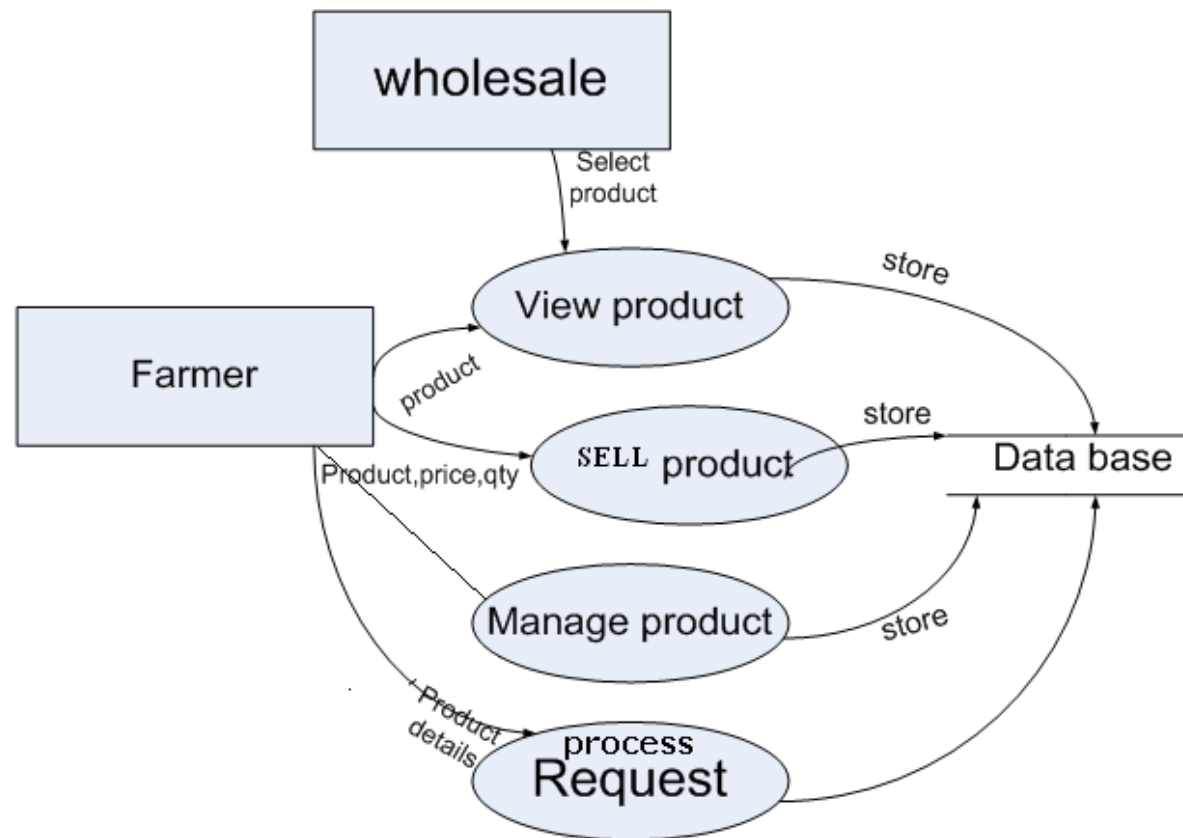 wholesale
Select
product
View product
store
Farmer
product
SELL product
store
Data base
Product,price,qty
Manage product
store
Product
details
process
Request